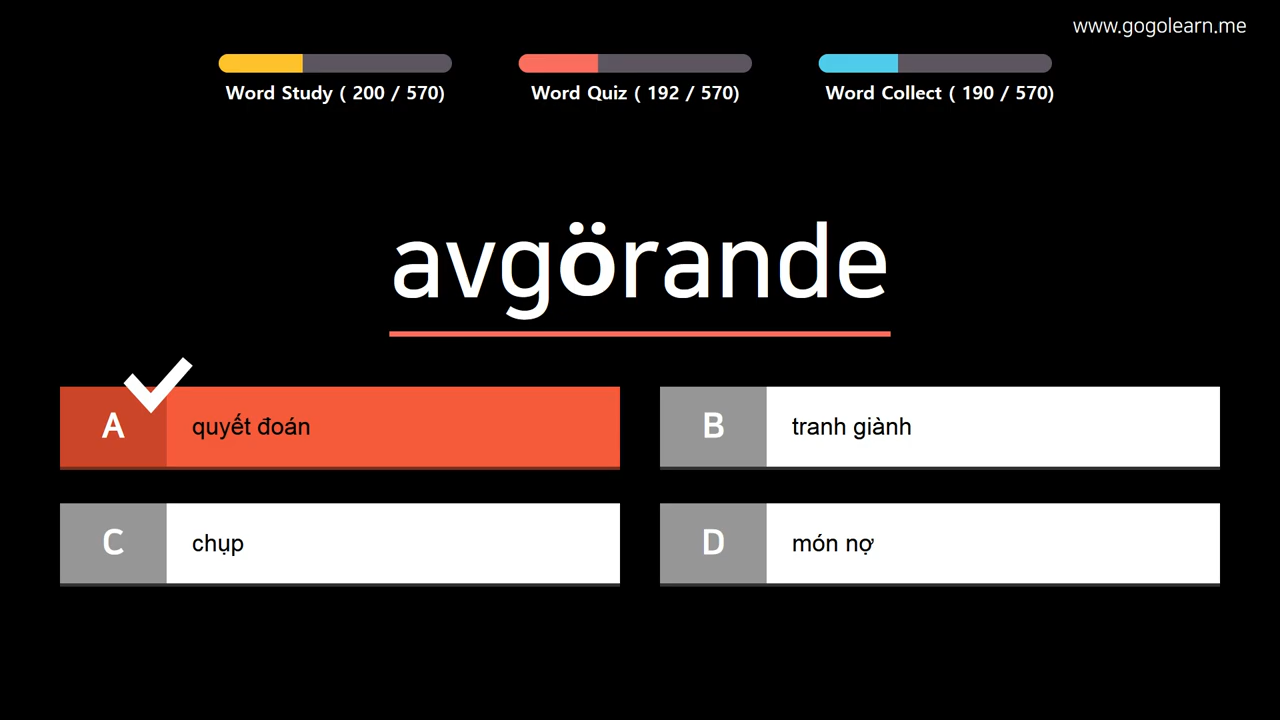 www.gogolearn.me
Word Study ( 200 / 570)
Word Quiz ( 192 / 570)
Word Collect ( 190 / 570)
avgörande
A quyết đoán
B tranh giành
C chụp
D món nợ